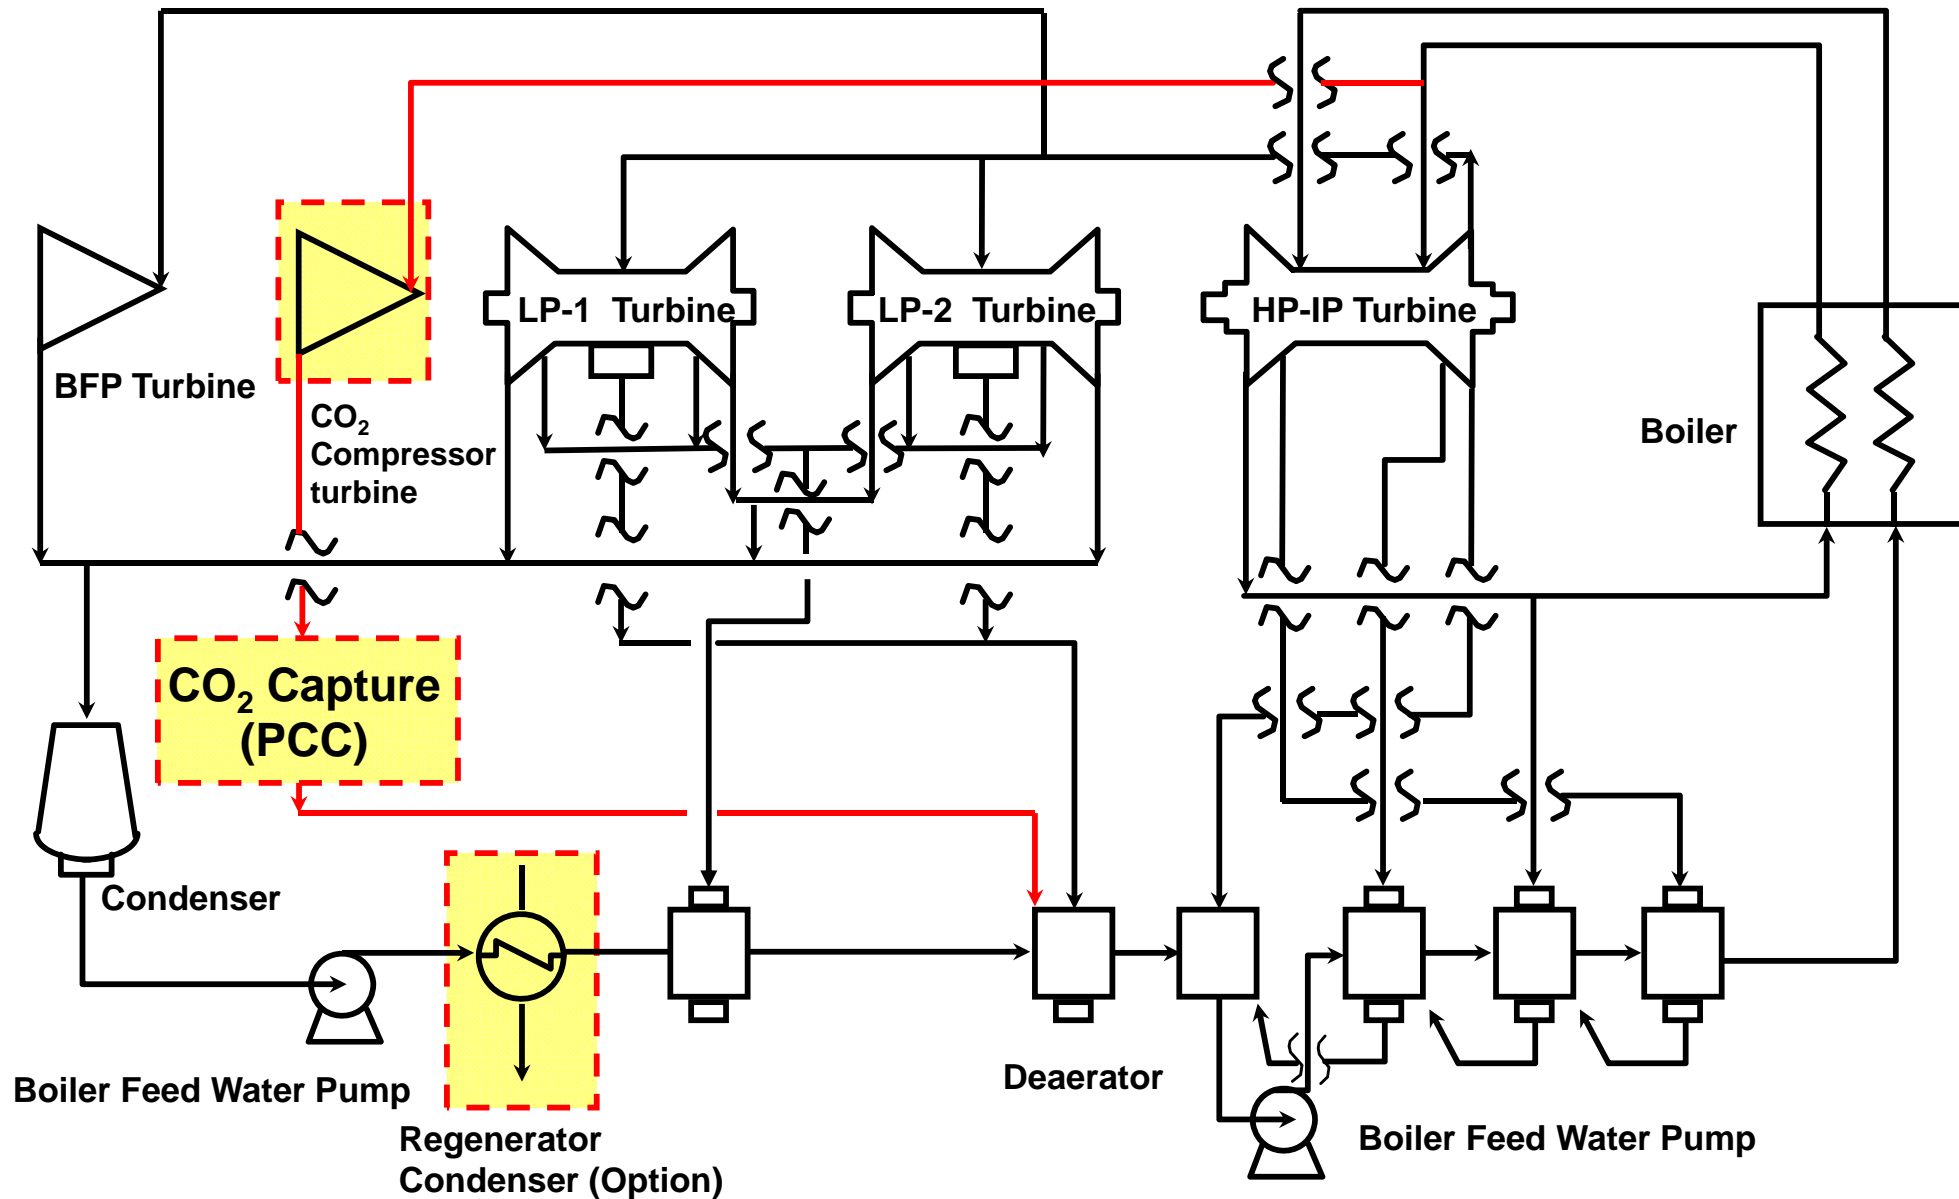 LP-1 Turbine
LP-2 Turbine
HP-IP Turbine
BFP Turbine
CO₂
Compressor
turbine
Boiler
CO₂ Capture
(PCC)
Condenser
Boiler Feed Water Pump
Regenerator
Condenser (Option)
Deaerator
Boiler Feed Water Pump